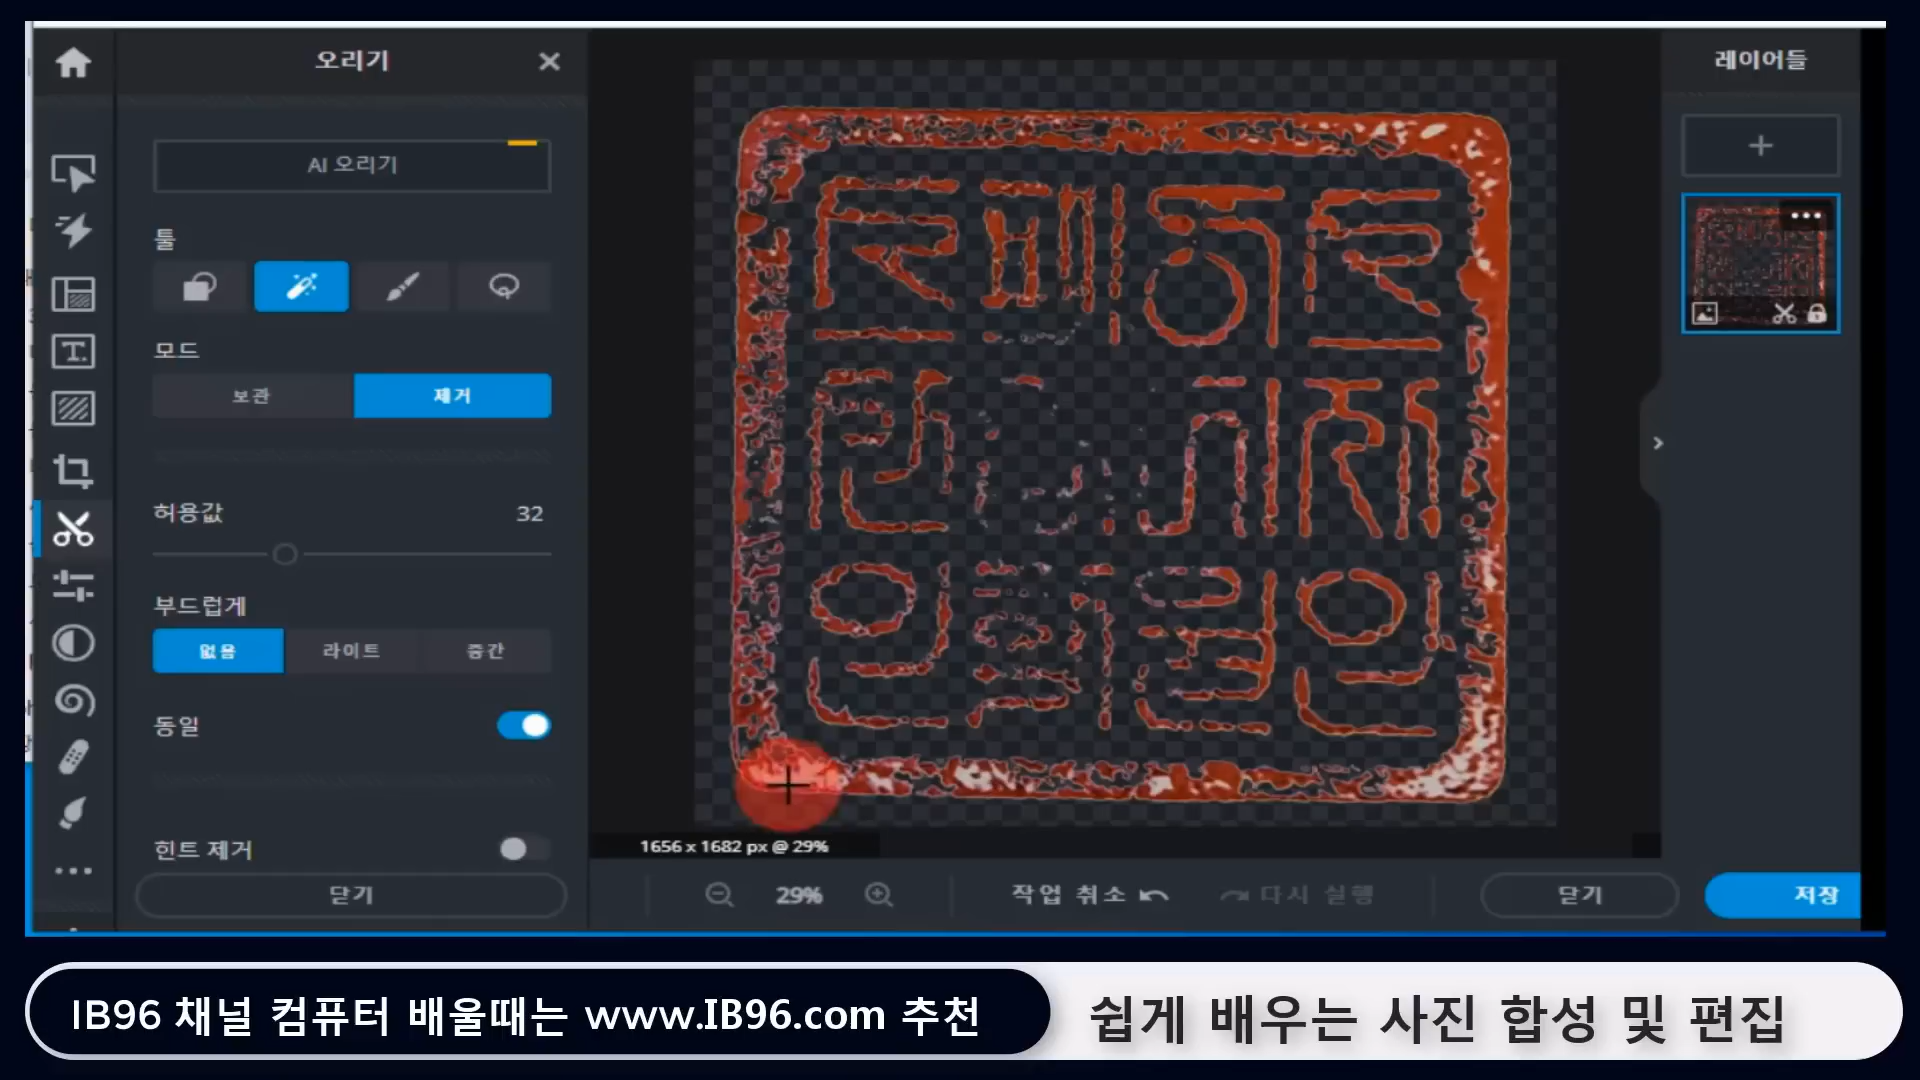 오리기
AI 오리기
툴
모드
보관
제거
허용값 32
부드럽게
없음
라이트
중간
동일
힌트 제거
닫기
1656 x 1682 px @ 29%
29%
작업 취소
다시 실행
닫기
저장
레이어들
IB96 채널 컴퓨터 배울때는 www.IB96.com 추천
쉽게 배우는 사진 합성 및 편집